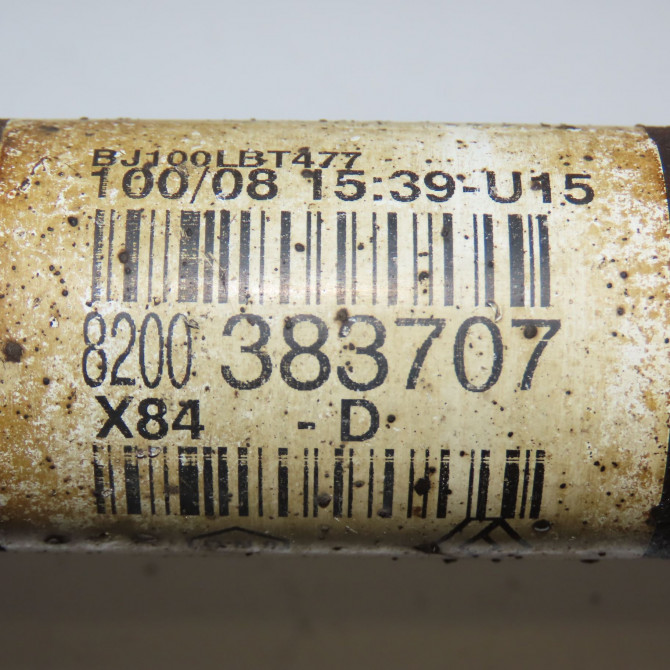 BJ100LBT477
100/08 15:39-U15
8200 383707
X84 - D